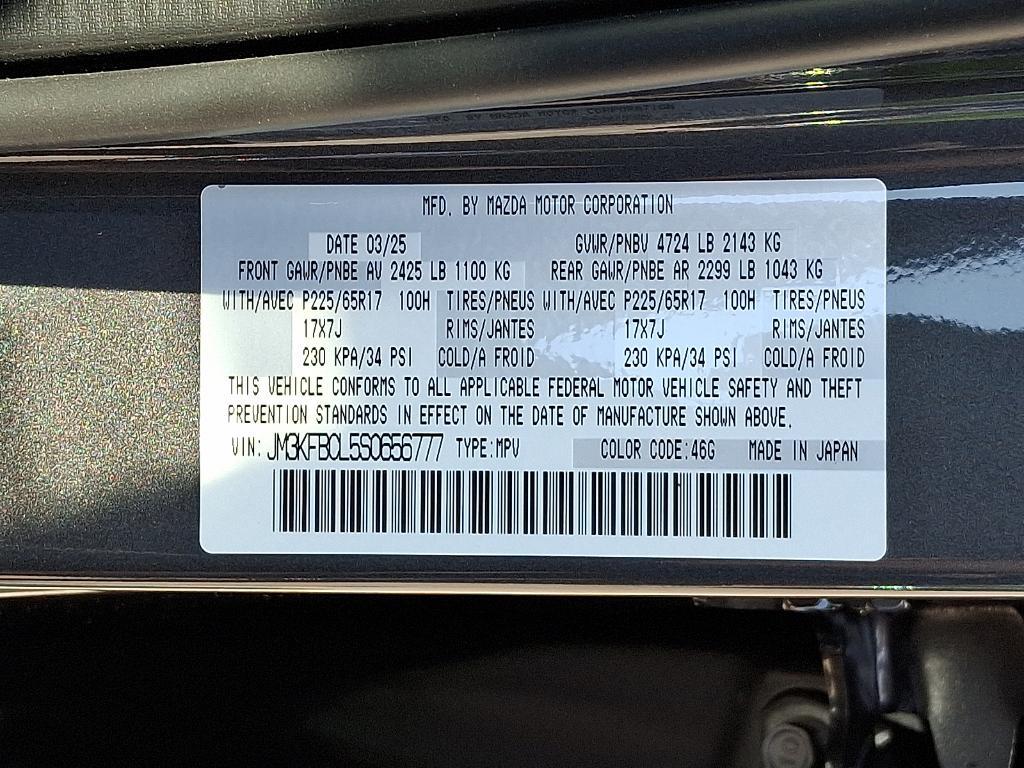 MFD. BY MAZDA MOTOR CORPORATION
DATE 03/25 GVWR/PNBV 4724 LB 2143 KG
FRONT GAWR/PNBE AV 2425 LB 1100 KG REAR GAWR/PNBE AR 2299 LB 1043 KG
WITH/AVEC P225/65R17 100H TIRES/PNEUS WITH/AVEC P225/65R17 100H TIRES/PNEUS
17X7J RIMS/JANTES 17X7J RIMS/JANTES
230 KPA/34 PSI COLD/A FROID 230 KPA/34 PSI COLD/A FROID
THIS VEHICLE CONFORMS TO ALL APPLICABLE FEDERAL MOTOR VEHICLE SAFETY AND THEFT
PREVENTION STANDARDS IN EFFECT ON THE DATE OF MANUFACTURE SHOWN ABOVE.
VIN: JM3KFBCL5S0656777 TYPE:MPV COLOR CODE:46G MADE IN JAPAN